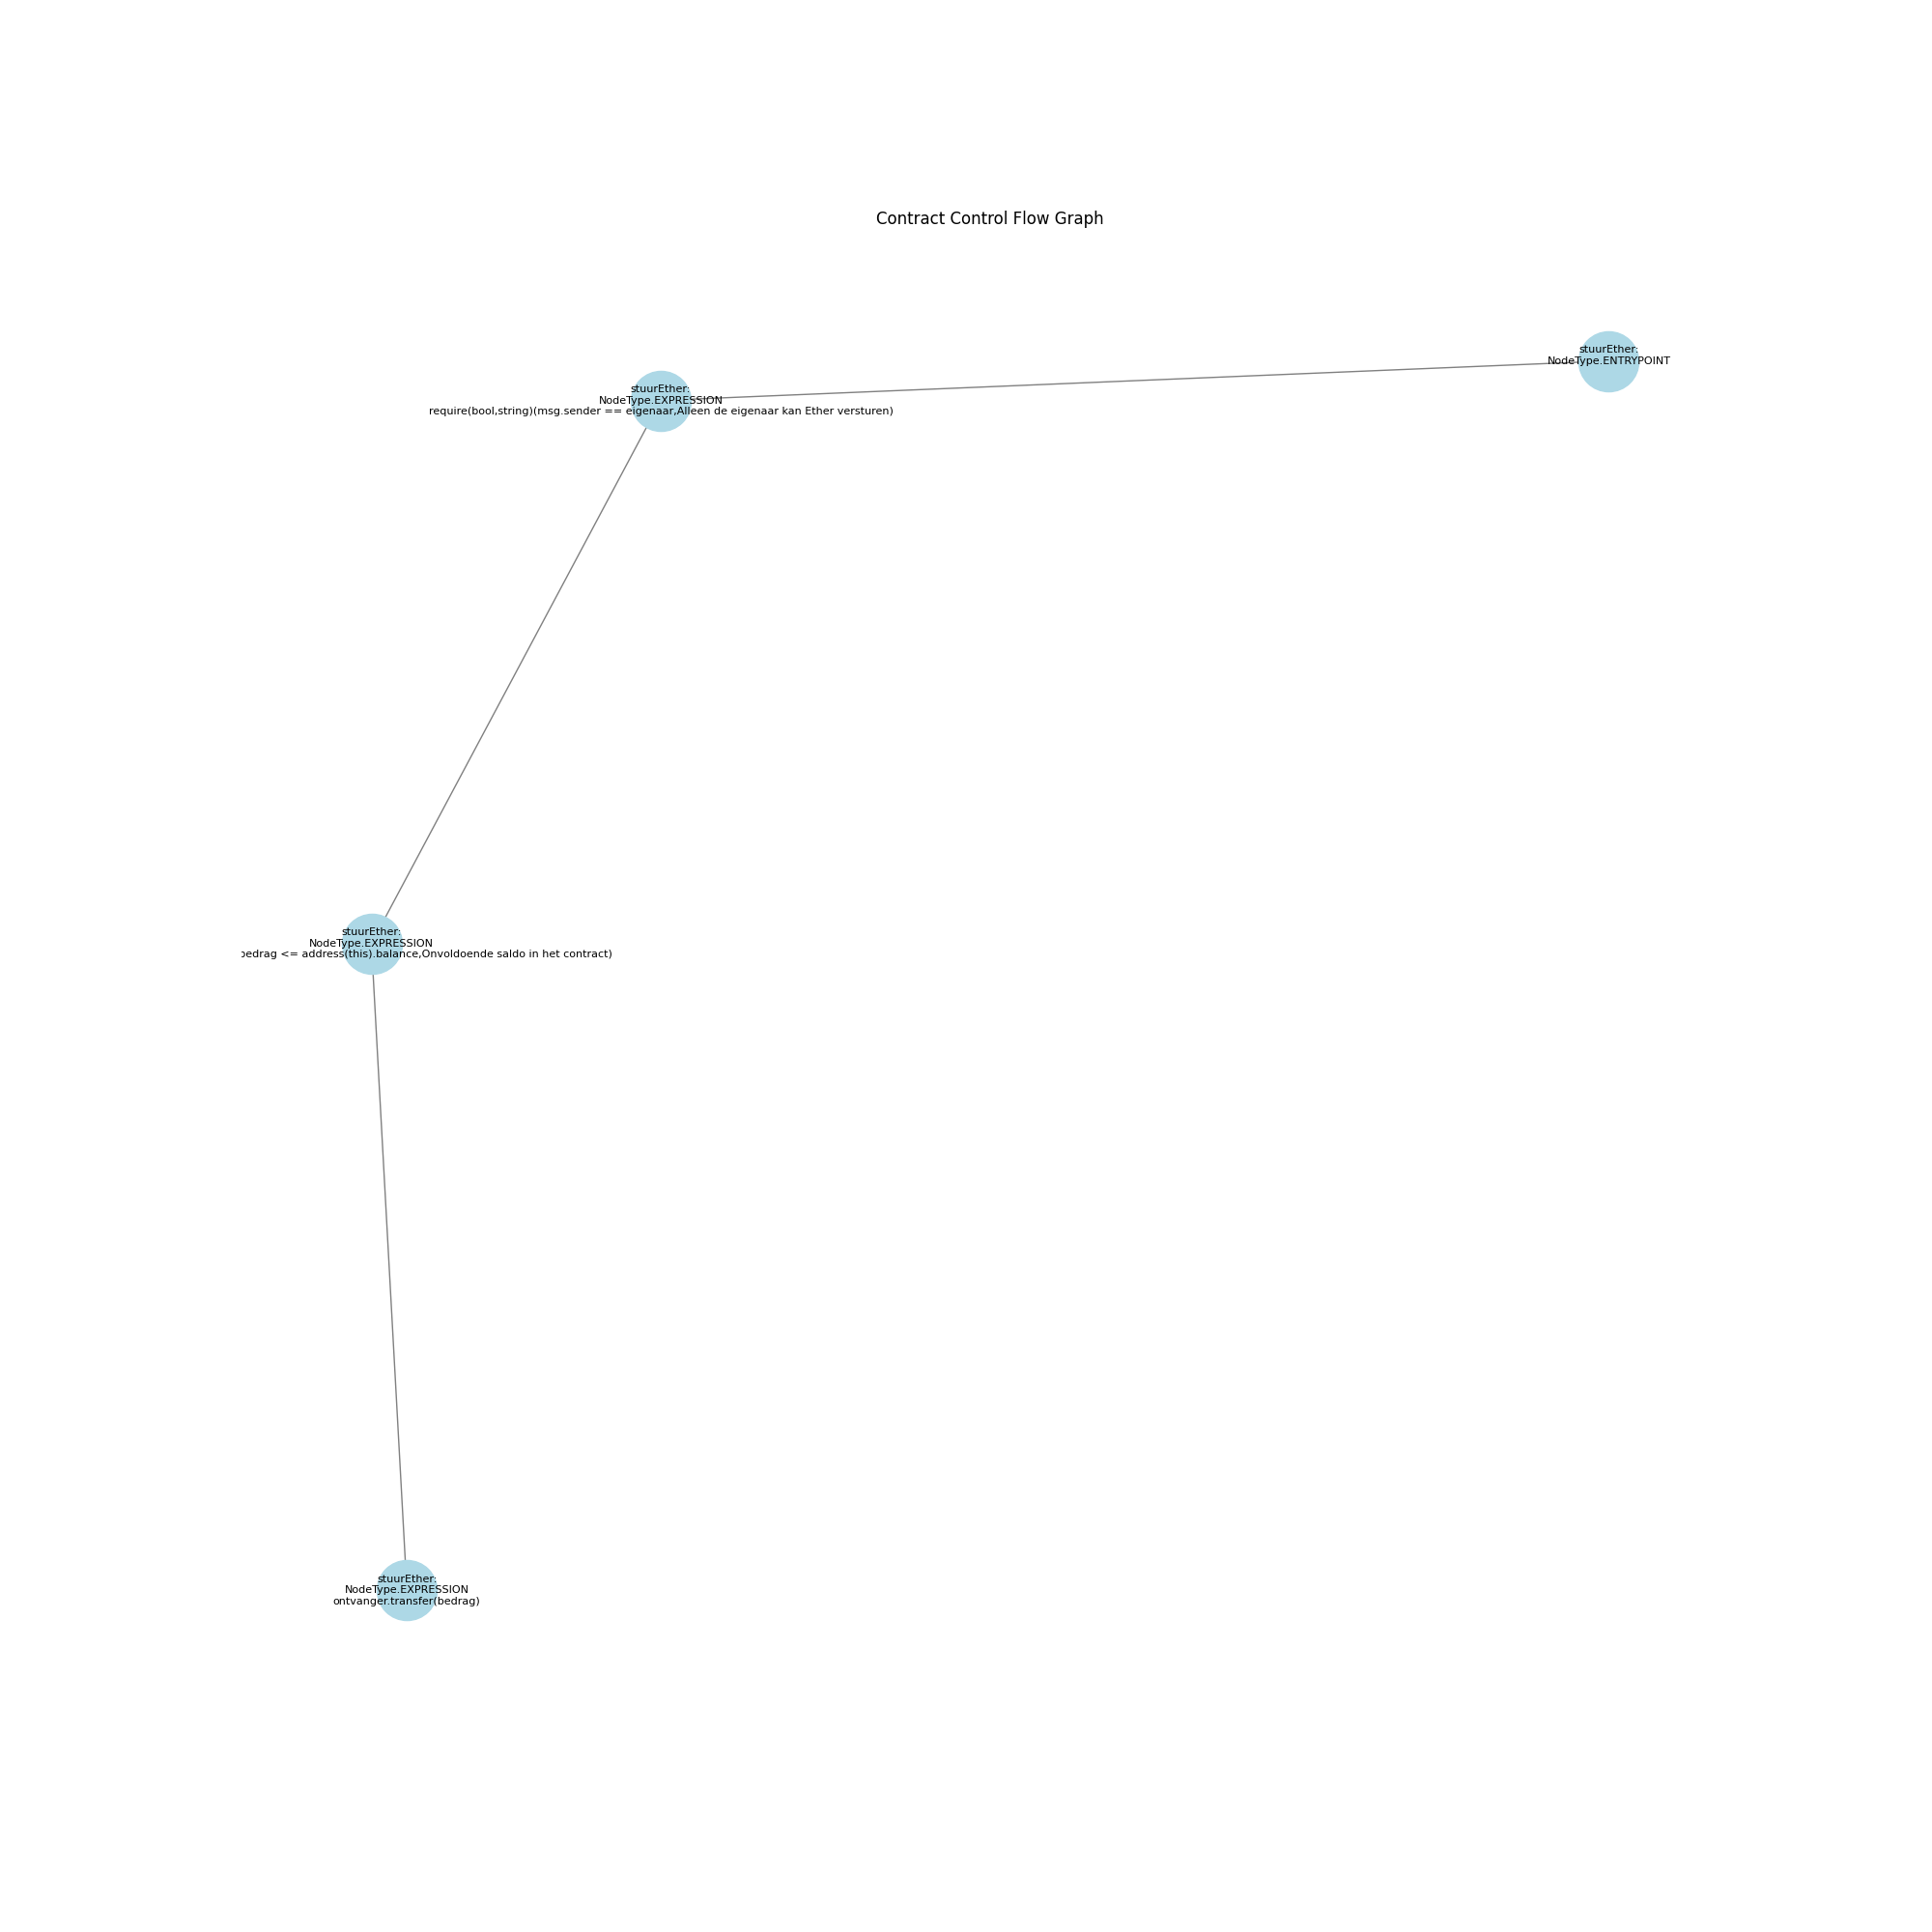 Contract Control Flow Graph
stuurEther:
NodeType.ENTRYPOINT
stuurEther:
NodeType.EXPRESSION
require(bool,string)(msg.sender == eigenaar,Alleen de eigenaar kan Ether versturen)
stuurEther:
NodeType.EXPRESSION
<= address(this).balance,Onvoldoende saldo in het contract)
stuurEther:
NodeType.EXPRESSION
ontvanger.transfer(bedrag)